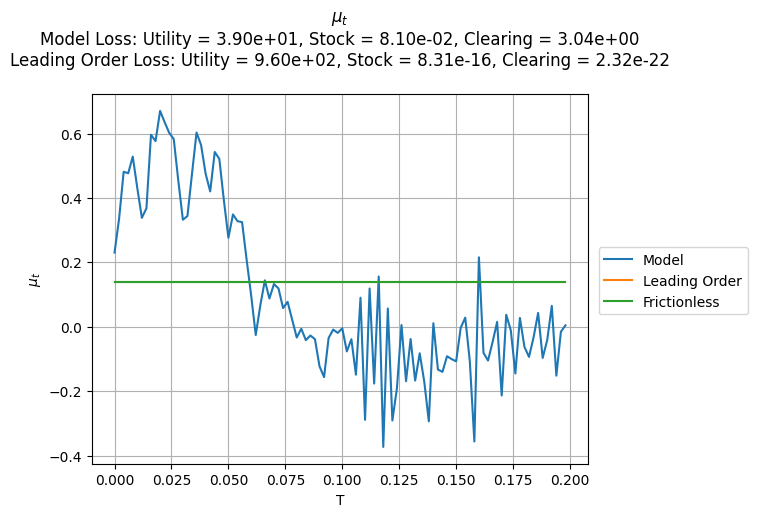 μt
Model Loss: Utility = 3.90e+01, Stock = 8.10e-02, Clearing = 3.04e+00
Leading Order Loss: Utility = 9.60e+02, Stock = 8.31e-16, Clearing = 2.32e-22
0.6
0.4
0.2
0.0
−0.2
−0.4
μt
0.000 0.025 0.050 0.075 0.100 0.125 0.150 0.175 0.200
T
Model
Leading Order
Frictionless